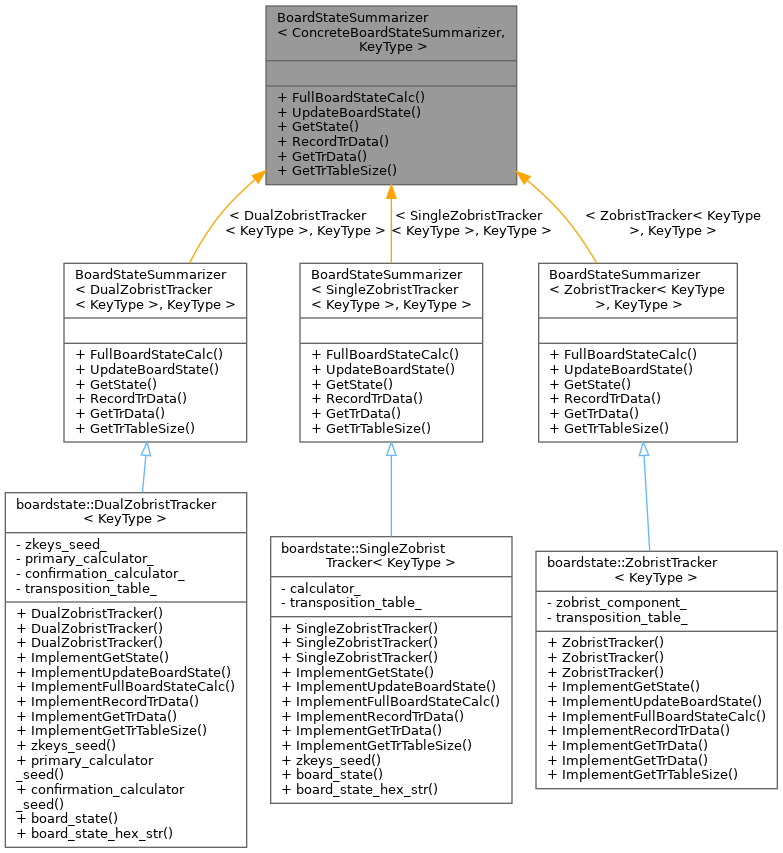 BoardStateSummarizer
< ConcreteBoardStateSummarizer,
KeyType >
+ FullBoardStateCalc()
+ UpdateBoardState()
+ GetState()
+ RecordTrData()
+ GetTrData()
+ GetTrTableSize()
< DualZobristTracker
< KeyType >, KeyType >
< SingleZobristTracker
< KeyType >, KeyType >
< ZobristTracker< KeyType
>, KeyType >
BoardStateSummarizer
< DualZobristTracker
< KeyType >, KeyType >
+ FullBoardStateCalc()
+ UpdateBoardState()
+ GetState()
+ RecordTrData()
+ GetTrData()
+ GetTrTableSize()
BoardStateSummarizer
< SingleZobristTracker
< KeyType >, KeyType >
+ FullBoardStateCalc()
+ UpdateBoardState()
+ GetState()
+ RecordTrData()
+ GetTrData()
+ GetTrTableSize()
BoardStateSummarizer
< ZobristTracker< KeyType
>, KeyType >
+ FullBoardStateCalc()
+ UpdateBoardState()
+ GetState()
+ RecordTrData()
+ GetTrData()
+ GetTrTableSize()
boardstate::DualZobristTracker
< KeyType >
- zkeys_seed_
- primary_calculator_
- confirmation_calculator_
- transposition_table_
+ DualZobristTracker()
+ DualZobristTracker()
+ DualZobristTracker()
+ ImplementGetState()
+ ImplementUpdateBoardState()
+ ImplementFullBoardStateCalc()
+ ImplementRecordTrData()
+ ImplementGetTrData()
+ ImplementGetTrTableSize()
+ zkeys_seed()
+ primary_calculator
_seed()
+ confirmation_calculator
_seed()
+ board_state()
+ board_state_hex_str()
boardstate::SingleZobrist
Tracker< KeyType >
- calculator_
- transposition_table_
+ SingleZobristTracker()
+ SingleZobristTracker()
+ SingleZobristTracker()
+ ImplementGetState()
+ ImplementUpdateBoardState()
+ ImplementFullBoardStateCalc()
+ ImplementRecordTrData()
+ ImplementGetTrData()
+ ImplementGetTrTableSize()
+ zkeys_seed()
+ board_state()
+ board_state_hex_str()
boardstate::ZobristTracker
< KeyType >
- zobrist_component_
- transposition_table_
+ ZobristTracker()
+ ZobristTracker()
+ ZobristTracker()
+ ImplementGetState()
+ ImplementUpdateBoardState()
+ ImplementFullBoardStateCalc()
+ ImplementRecordTrData()
+ ImplementGetTrData()
+ ImplementGetTrData()
+ ImplementGetTrTableSize()